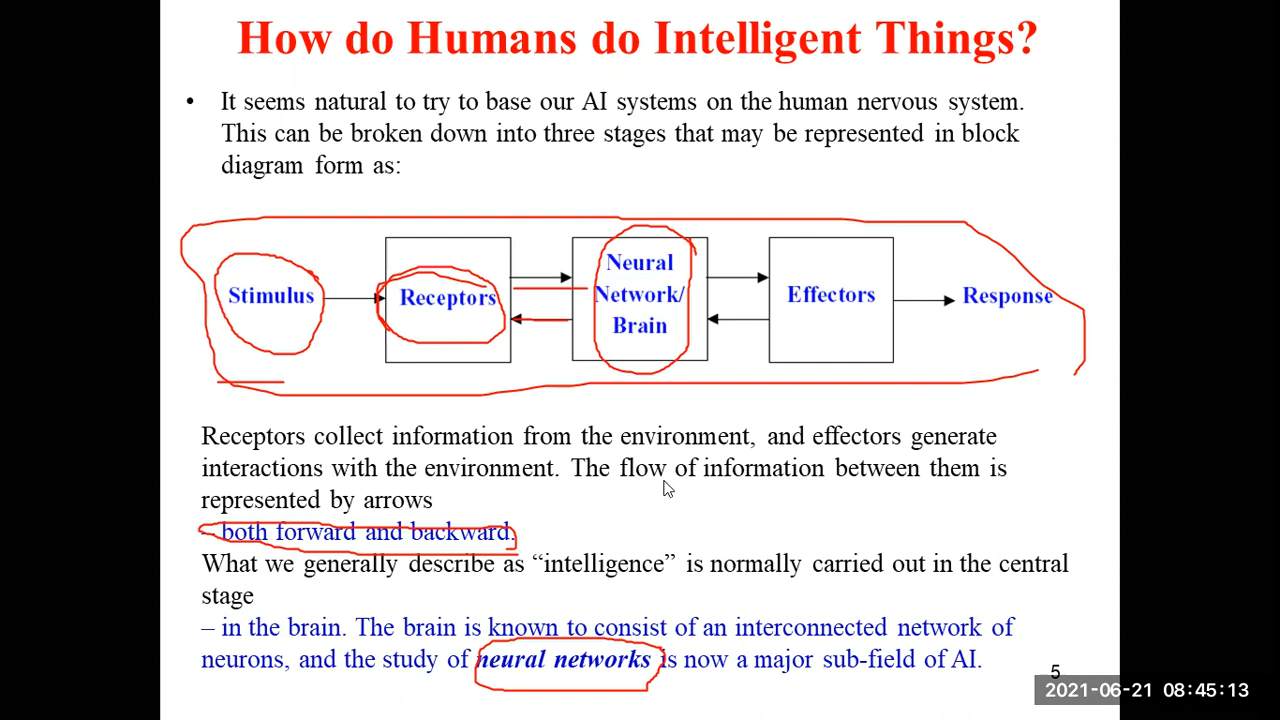 How do Humans do Intelligent Things?
• It seems natural to try to base our AI systems on the human nervous system.
This can be broken down into three stages that may be represented in block
diagram form as:
Stimulus
Receptors
Neural
Network/
Brain
Effectors
Response
Receptors collect information from the environment, and effectors generate
interactions with the environment. The flow of information between them is
represented by arrows
– both forward and backward.
What we generally describe as “intelligence” is normally carried out in the central
stage
– in the brain. The brain is known to consist of an interconnected network of
neurons, and the study of neural networks is now a major sub-field of AI.
5
2021-06-21 08:45:13